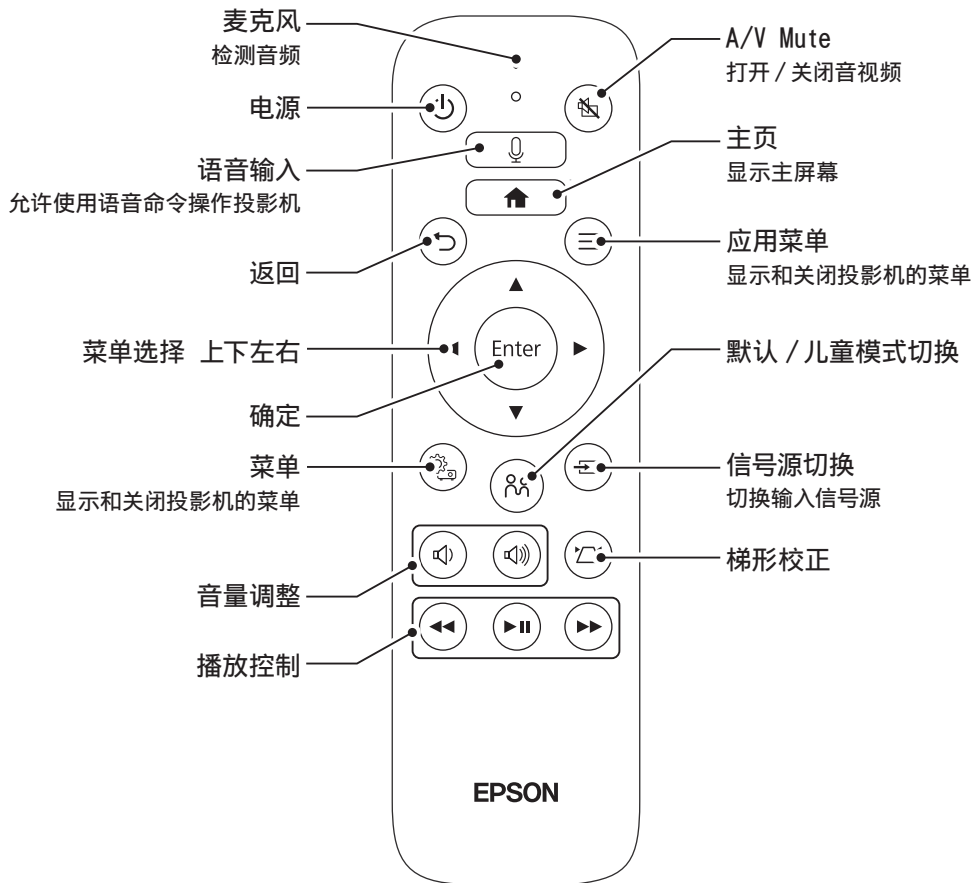 麦克风
检测音频
A/V Mute
打开 / 关闭音视频
电源
主页
显示主屏幕
语音输入
允许使用语音命令操作投影机
应用菜单
显示和关闭投影机的菜单
返回
菜单选择 上下左右
Enter
默认 / 儿童模式切换
确定
菜单
显示和关闭投影机的菜单
信号源切换
切换输入信号源
梯形校正
音量调整
播放控制
EPSON